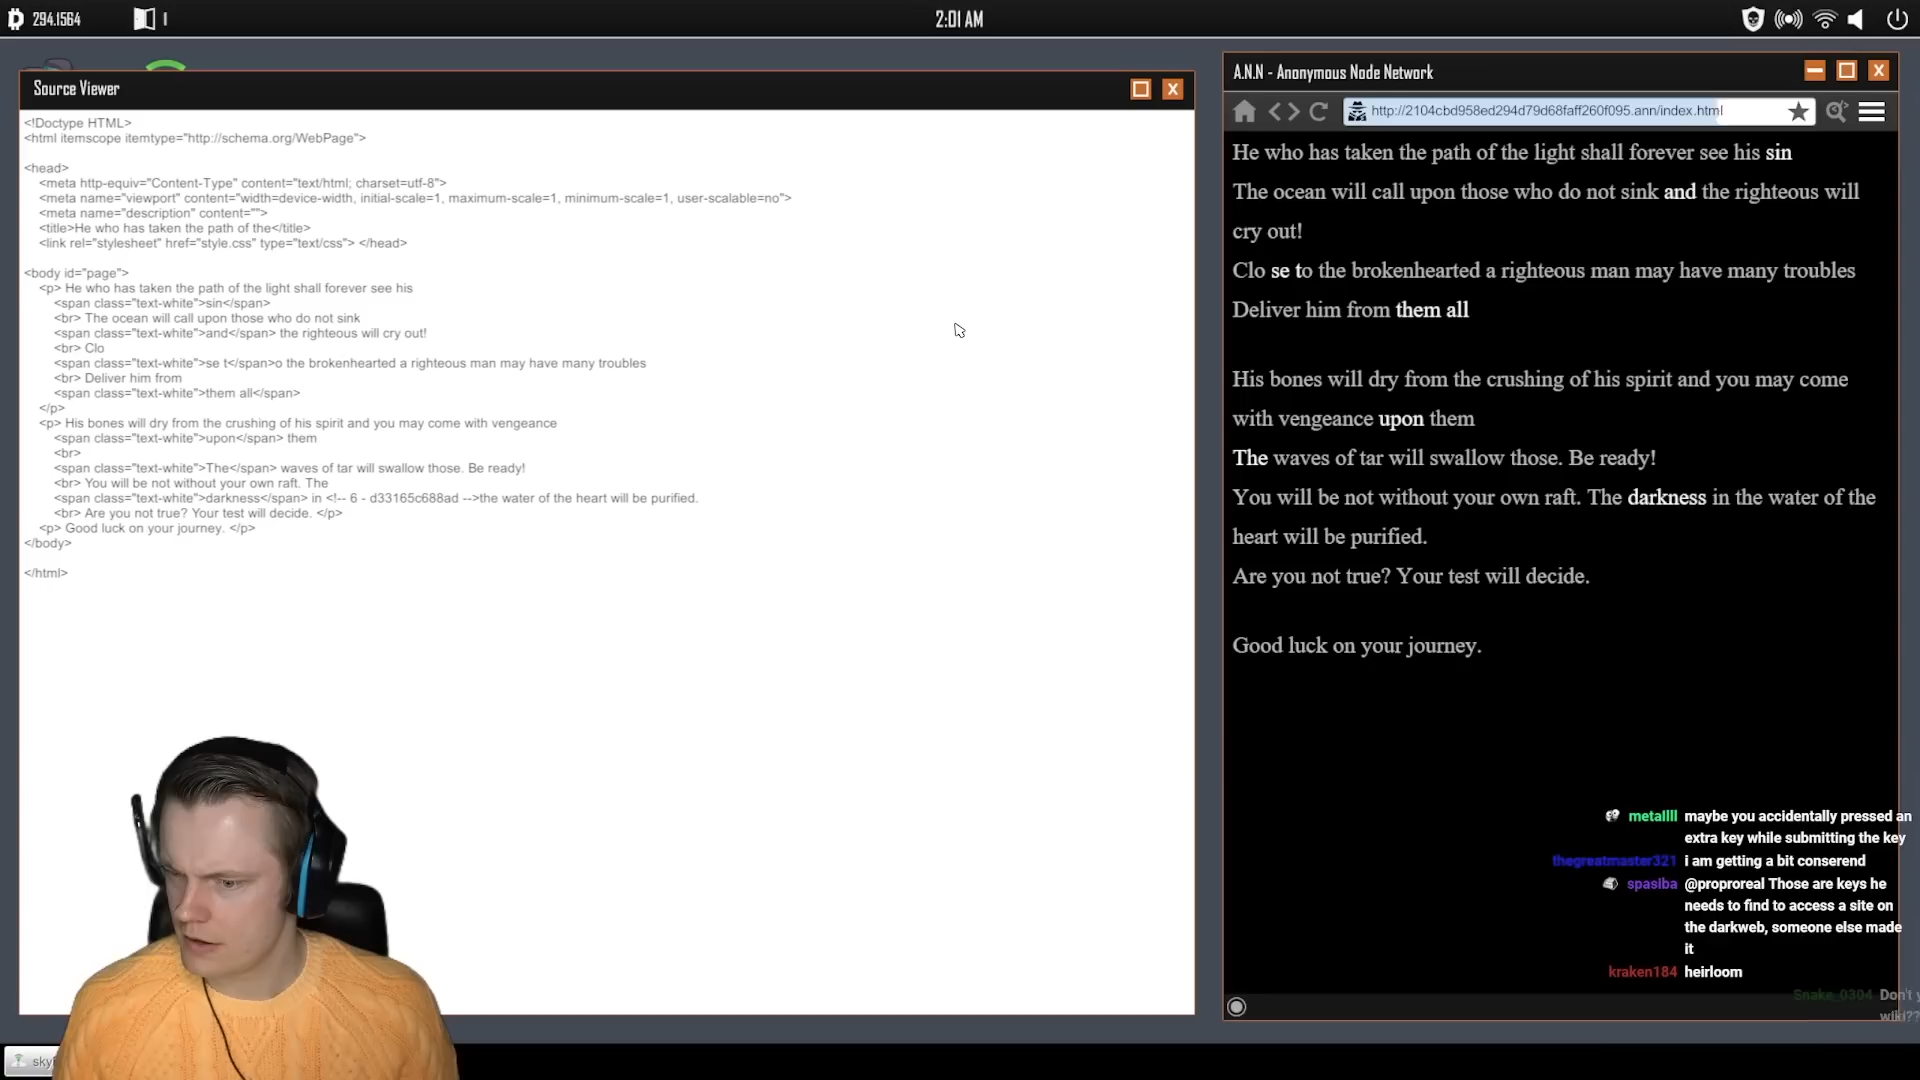 294.1564
1
2:01 AM
Source Viewer
<!Doctype HTML>
<html itemscope itemtype="http://schema.org/WebPage">
<head>
<meta http-equiv="Content-Type" content="text/html; charset=utf-8">
<meta name="viewport" content="width=device-width, initial-scale=1, maximum-scale=1, minimum-scale=1, user-scalable=no">
<meta name="description" content="">
<title>He who has taken the path of the</title>
<link rel="stylesheet" href="style.css" type="text/css"> </head>
<body id="page">
<p> He who has taken the path of the light shall forever see his
<span class="text-white">sin</span>
<br> The ocean will call upon those who do not sink
<span class="text-white">and</span> the righteous will cry out!
<br> Clo
<span class="text-white">se t</span>o the brokenhearted a righteous man may have many troubles
<br> Deliver him from
<span class="text-white">them all</span>
</p>
<p> His bones will dry from the crushing of his spirit and you may come with vengeance
<span class="text-white">upon</span> them
<br>
<span class="text-white">The</span> waves of tar will swallow those. Be ready!
<br> You will be not without your own raft. The
<span class="text-white">darkness</span> in <!-- 6 - d33165c688ad -->the water of the heart will be purified.
<br> Are you not true? Your test will decide. </p>
<p> Good luck on your journey. </p>
</body>
</html>
A.N.N - Anonymous Node Network
http://2104cbd958ed294d79d68faff260f095.ann/index.html
He who has taken the path of the light shall forever see his sin
The ocean will call upon those who do not sink and the righteous will
cry out!
Clo se to the brokenhearted a righteous man may have many troubles
Deliver him from them all
His bones will dry from the crushing of his spirit and you may come
with vengeance upon them
The waves of tar will swallow those. Be ready!
You will be not without your own raft. The darkness in the water of the
heart will be purified.
Are you not true? Your test will decide.
Good luck on your journey.
metallll maybe you accidentally pressed an
extra key while submitting the key
thegreatmaster321 i am getting a bit conserend
spasiba @proproreal Those are keys he
needs to find to access a site on
the darkweb, someone else made
it
kraken184 heirloom
Snake_0304 Don't
wiki??